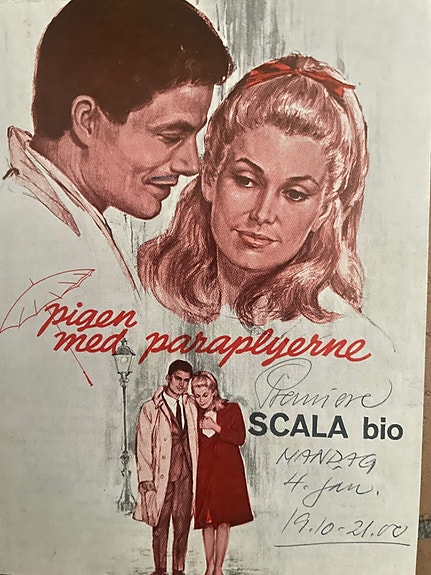 pigen
med paraplyerne
Premiere
SCALA bio
MANDAG
4. jan.
19.10-21.00